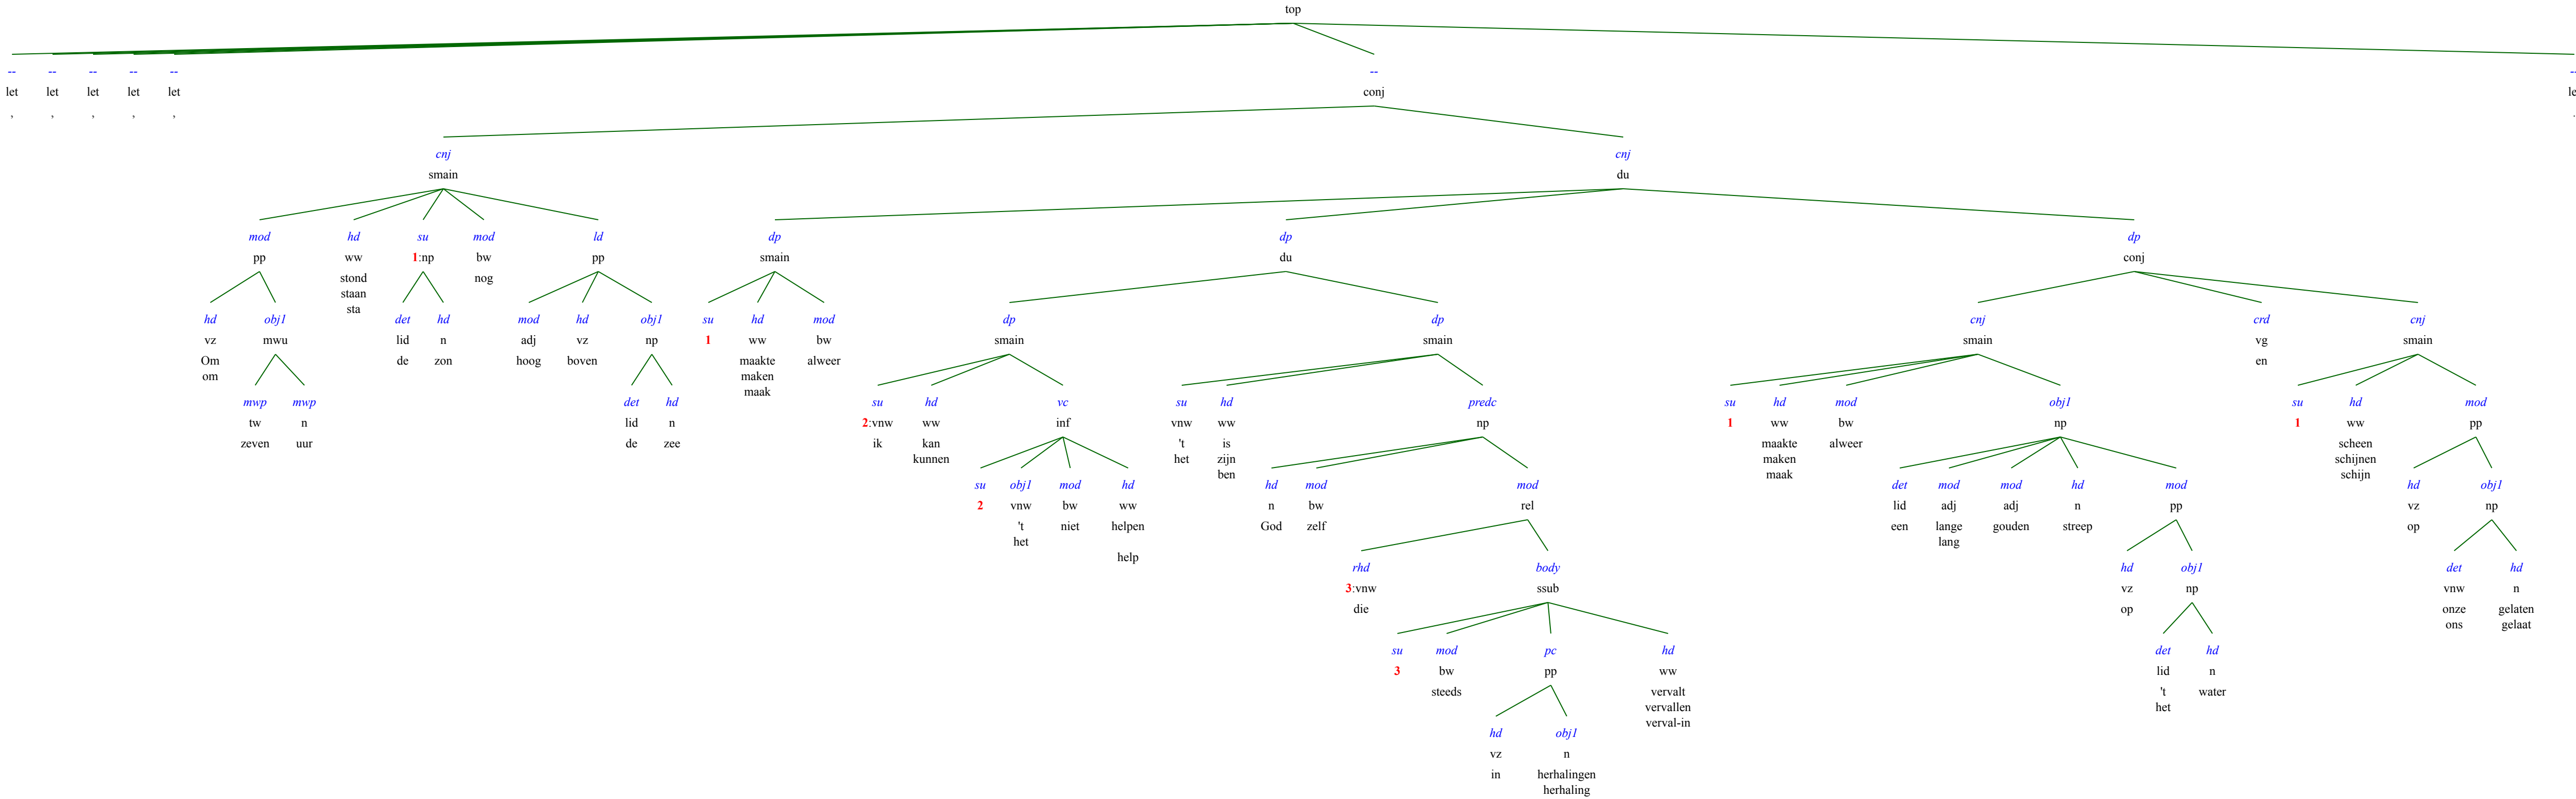 top
-- -- -- -- -- --
let let let let let conj
, , , , ,
cnj cnj
smain du
mod hd su mod ld dp dp dp
pp ww 1:np bw pp smain du conj
stond nog
staan
sta
hd obj1 det hd mod hd obj1 su hd mod dp dp cnj crd cnj
vz mwu lid n adj vz np 1 ww bw smain smain smain vg smain
Om de zon hoog boven maakte alweer en
om maken
maak
mwp mwp det hd su hd vc su hd predc su hd mod obj1 su hd mod
tw n lid n 2:vnw ww inf vnw ww np 1 ww bw np 1 ww pp
zeven uur de zee ik kan 't is maakte alweer scheen
kunnen het zijn maken schijnen
ben maak schijn
su obj1 mod hd hd mod mod det mod mod hd mod hd obj1
2 vnw bw ww n bw rel lid adj adj n pp vz np
't niet helpen God zelf een lange gouden streep op
het lang
help
rhd body hd obj1 det hd
3:vnw ssub vz np vnw n
die op onze gelaten
ons gelaat
su mod pc hd det hd
3 bw pp ww lid n
steeds vervalt 't water
vervallen het
verval-in
hd obj1
vz n
in herhalingen
herhaling